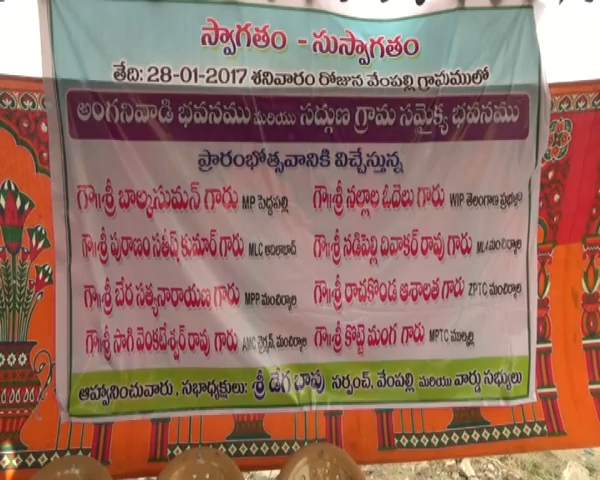 స్వాగతం - సుస్వాగతం
తేది: 28-01-2017 శనివారం రోజున వేంపల్లి గ్రామములో
అంగనివాడి భవనము మరియు సద్గుణ గ్రామ సమైక్య భవనము
ప్రారంభోత్సవానికి విచ్చేస్తున్న
గౌ||శ్రీ బాల్కసుమన్ గారు MP పెద్దపల్లి గౌ||శ్రీ నల్లాల ఓదెలు గారు WIP తెలంగాణ ప్రభుత్వం
గౌ||శ్రీ పురాణం సతీష్ కుమార్ గారు MLC ఆదిలాబాద్ గౌ||శ్రీ నడిపెల్లి దివాకర్ రావు గారు MLA మంచిర్యాల
గౌ||శ్రీ బేర సత్యనారాయణ గారు MPP మంచిర్యాల గౌ||శ్రీ రాచకొండ ఆశాలత గారు ZPTC మంచిర్యాల
గౌ||శ్రీ సాగి వెంకటేశ్వర్ రావు గారు AMC చైర్మన్, మంచిర్యాల గౌ||శ్రీ కొట్టె మంగ గారు MPTC ముల్కల్ల
ఆహ్వానించువారు, సభాధ్యక్షులు: శ్రీ డేగ బాపు సర్పంచ్, వేంపల్లి మరియు వార్డు సభ్యులు